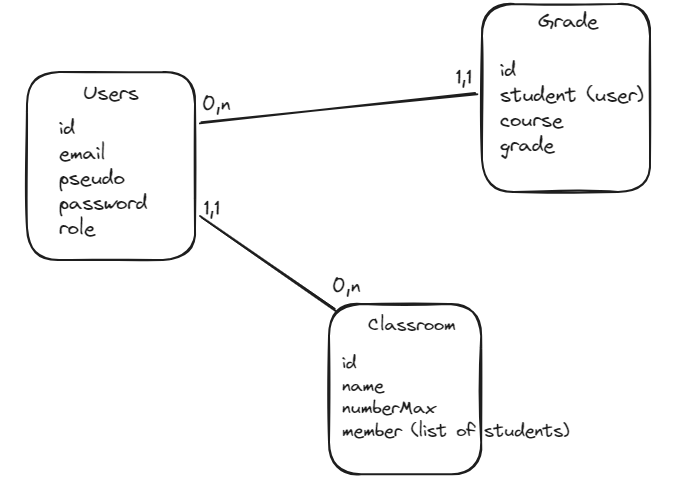 Grade
id
student (user)
course
grade
1,1
0,n
Users
id
email
pseudo
password
role
1,1
0,n
Classroom
id
name
numberMax
member (list of students)